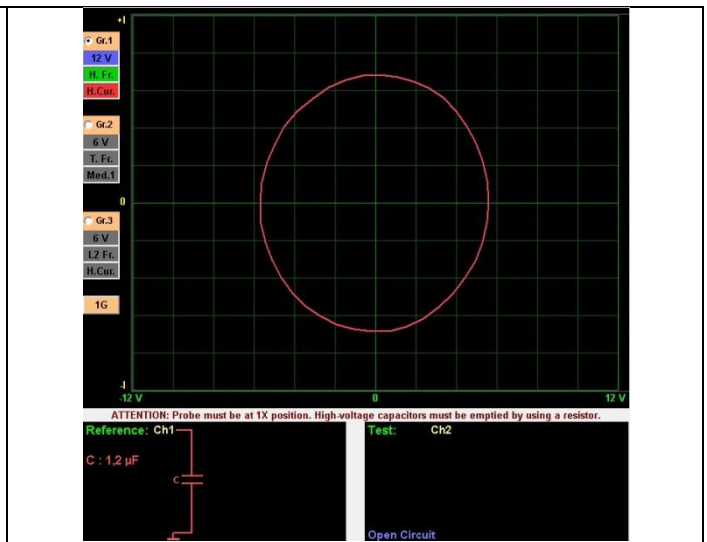 +I
Gr.1
12 V
H. Fr.
H.Cur.
Gr.2
6 V
T. Fr.
Med.1
0
Gr.3
6 V
L2 Fr.
H.Cur.
1G
-I
-12 V
0
12 V
ATTENTION: Probe must be at 1X position. High-voltage capacitors must be emptied by using a resistor.
Reference: Ch1
C : 1,2 µF
C
Test: Ch2
Open Circuit